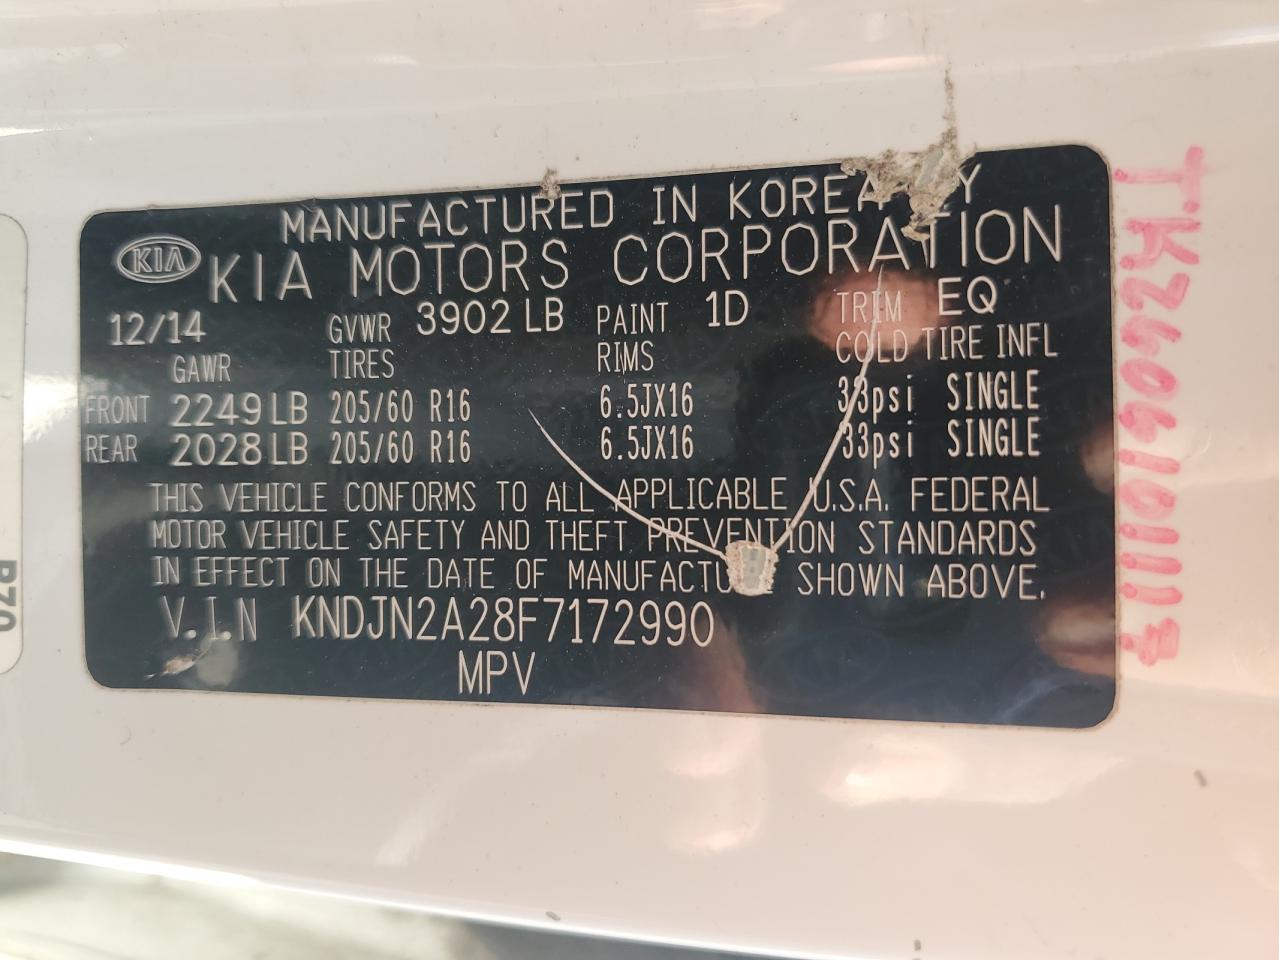 MANUFACTURED IN KOREA BY
KIA
KIA MOTORS CORPORATION
12/14 GVWR 3902 LB PAINT 1D TRIM EQ
GAWR TIRES RIMS COLD TIRE INFL
FRONT 2249 LB 205/60 R16 6.5JX16 33psi SINGLE
REAR 2028 LB 205/60 R16 6.5JX16 33psi SINGLE
THIS VEHICLE CONFORMS TO ALL APPLICABLE U.S.A. FEDERAL
MOTOR VEHICLE SAFETY AND THEFT PREVENTION STANDARDS
IN EFFECT ON THE DATE OF MANUFACTURE SHOWN ABOVE.
V.I.N KNDJN2A28F7172990
MPV